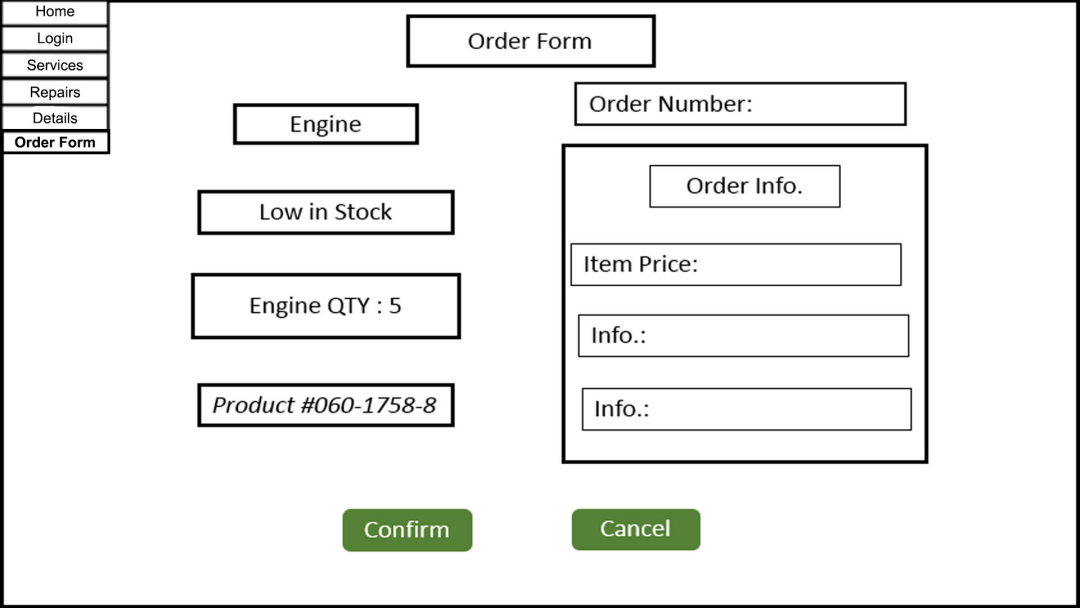 Home
Login
Services
Repairs
Details
Order Form
Order Form
Engine
Low in Stock
Engine QTY : 5
Product #060-1758-8
Order Number:
Order Info.
Item Price:
Info.:
Info.:
Confirm
Cancel